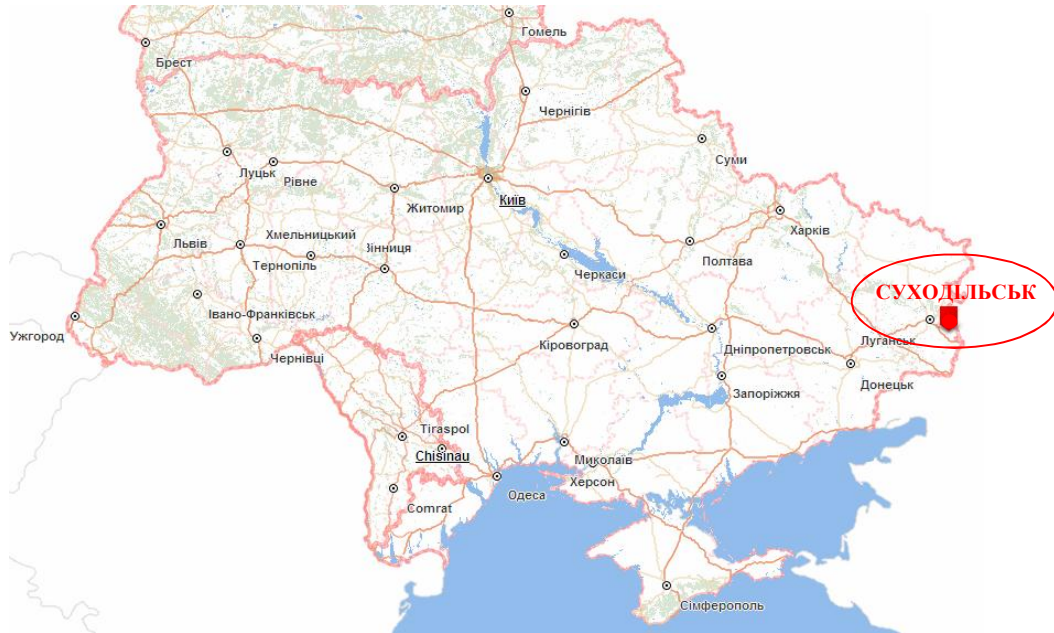 Гомель
Брест
Чернігів
Суми
Луцьк
Рівне
Київ
Житомир
Харків
Львів
Хмельницький
Вінниця
Полтава
Тернопіль
Черкаси
СУХОДІЛЬСЬК
Івано-Франківськ
Ужгород
Кіровоград
Луганськ
Дніпропетровськ
Чернівці
Донецьк
Запоріжжя
Tiraspol
Chisinau
Миколаїв
Херсон
Одеса
Comrat
Сімферополь